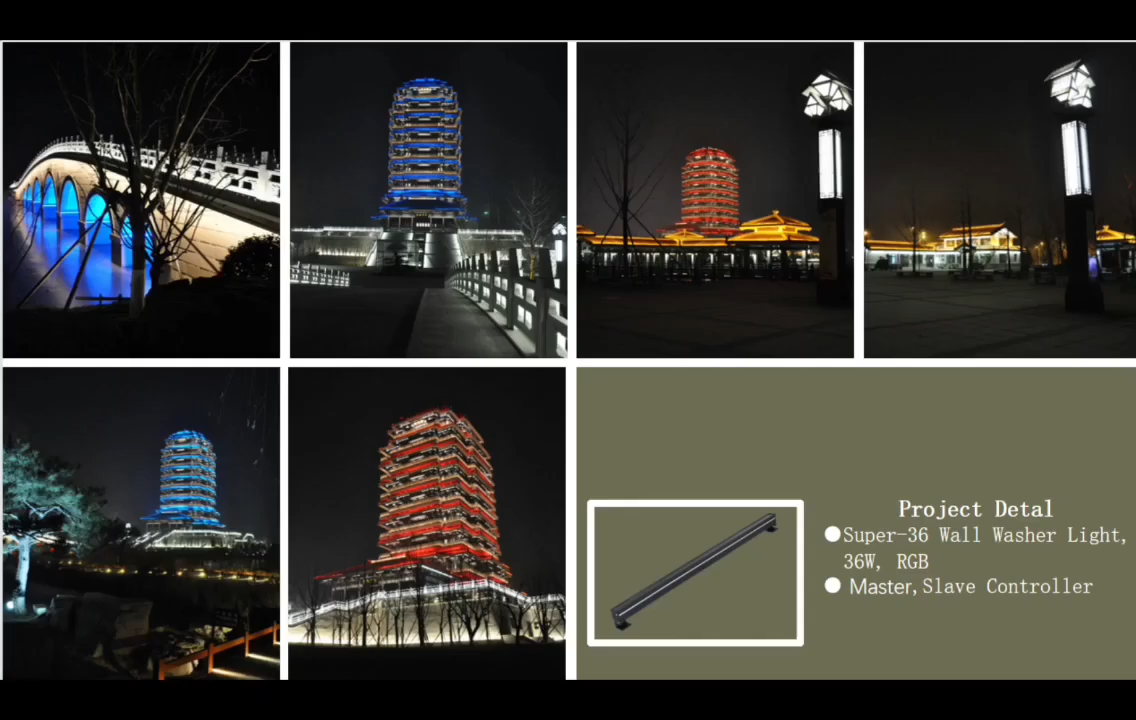 Project Detal
●Super-36 Wall Washer Light,
36W, RGB
● Master,Slave Controller